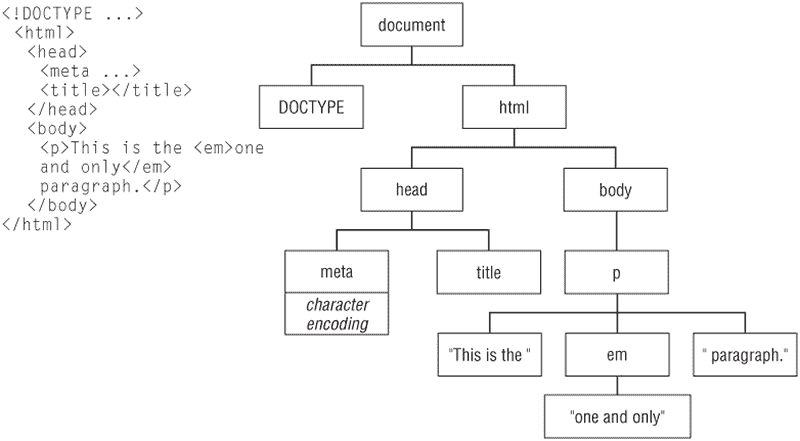 <!DOCTYPE ...>
<html>
<head>
<meta ...>
<title></title>
</head>
<body>
<p>This is the <em>one
and only</em>
paragraph.</p>
</body>
</html>
document
DOCTYPE
html
head
body
meta
character
encoding
title
p
"This is the "
em
" paragraph."
"one and only"